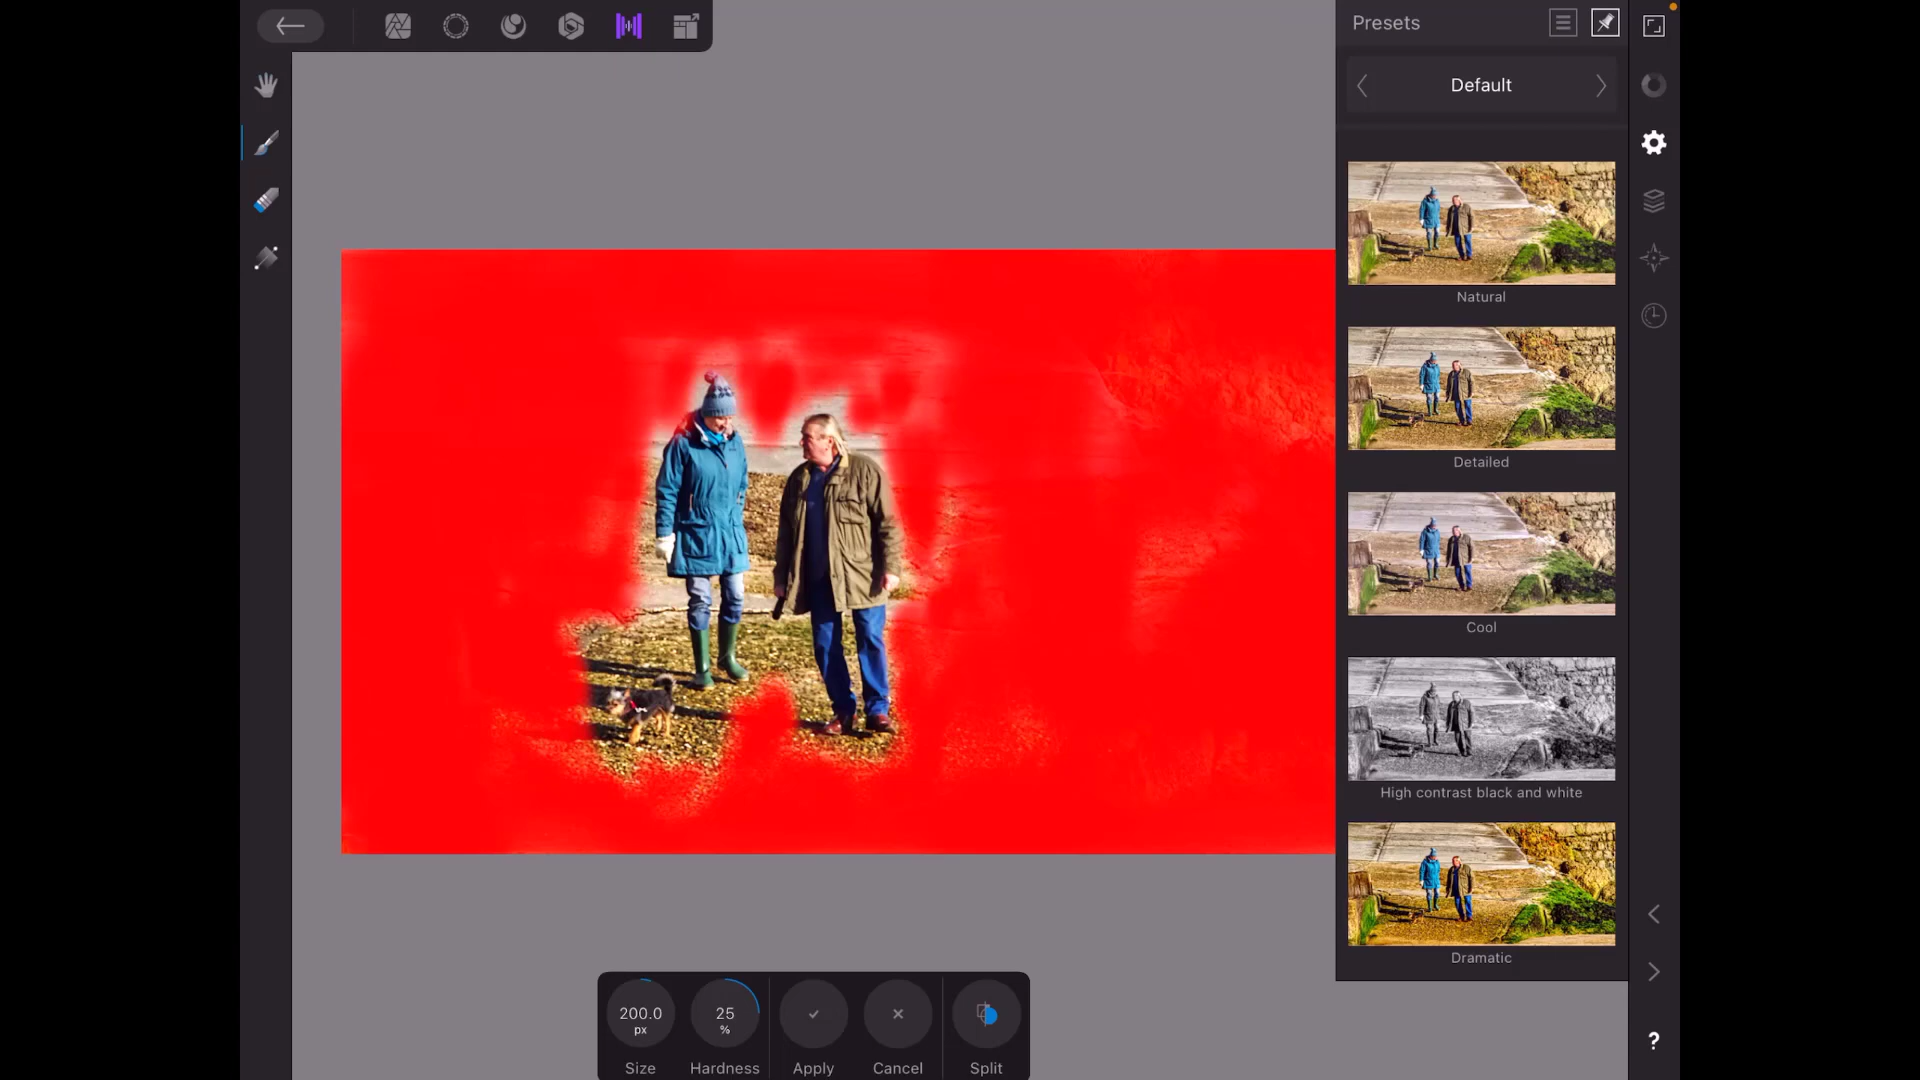 Presets
Default
Natural
Detailed
Cool
High contrast black and white
Dramatic
200.0
px
25
%
Size
Hardness
Apply
Cancel
Split
?